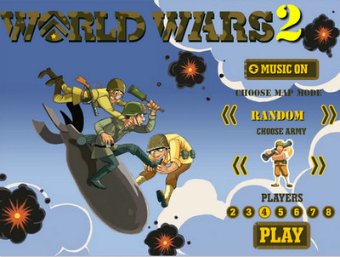 WORLD WARS 2
MUSIC ON
CHOOSE MAP MODE
RANDOM
CHOOSE ARMY
PLAYERS
2 3 4 5 6 7 8
PLAY